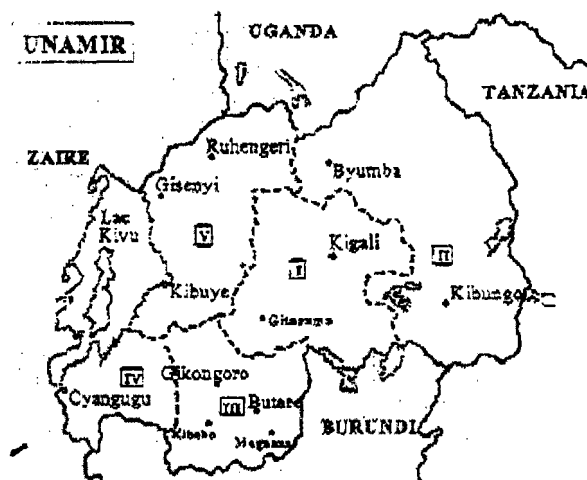 UNAMIR
UGANDA
TANZANIA
ZAIRE
Ruhengeri
Byumba
Gisenyi
Lac
Kivu
V
Kigali
I
II
Kibuye
Kibungo
Gitarama
IV
Gikongoro
Cyangugu
III
Butare
Kibeho
BURUNDI